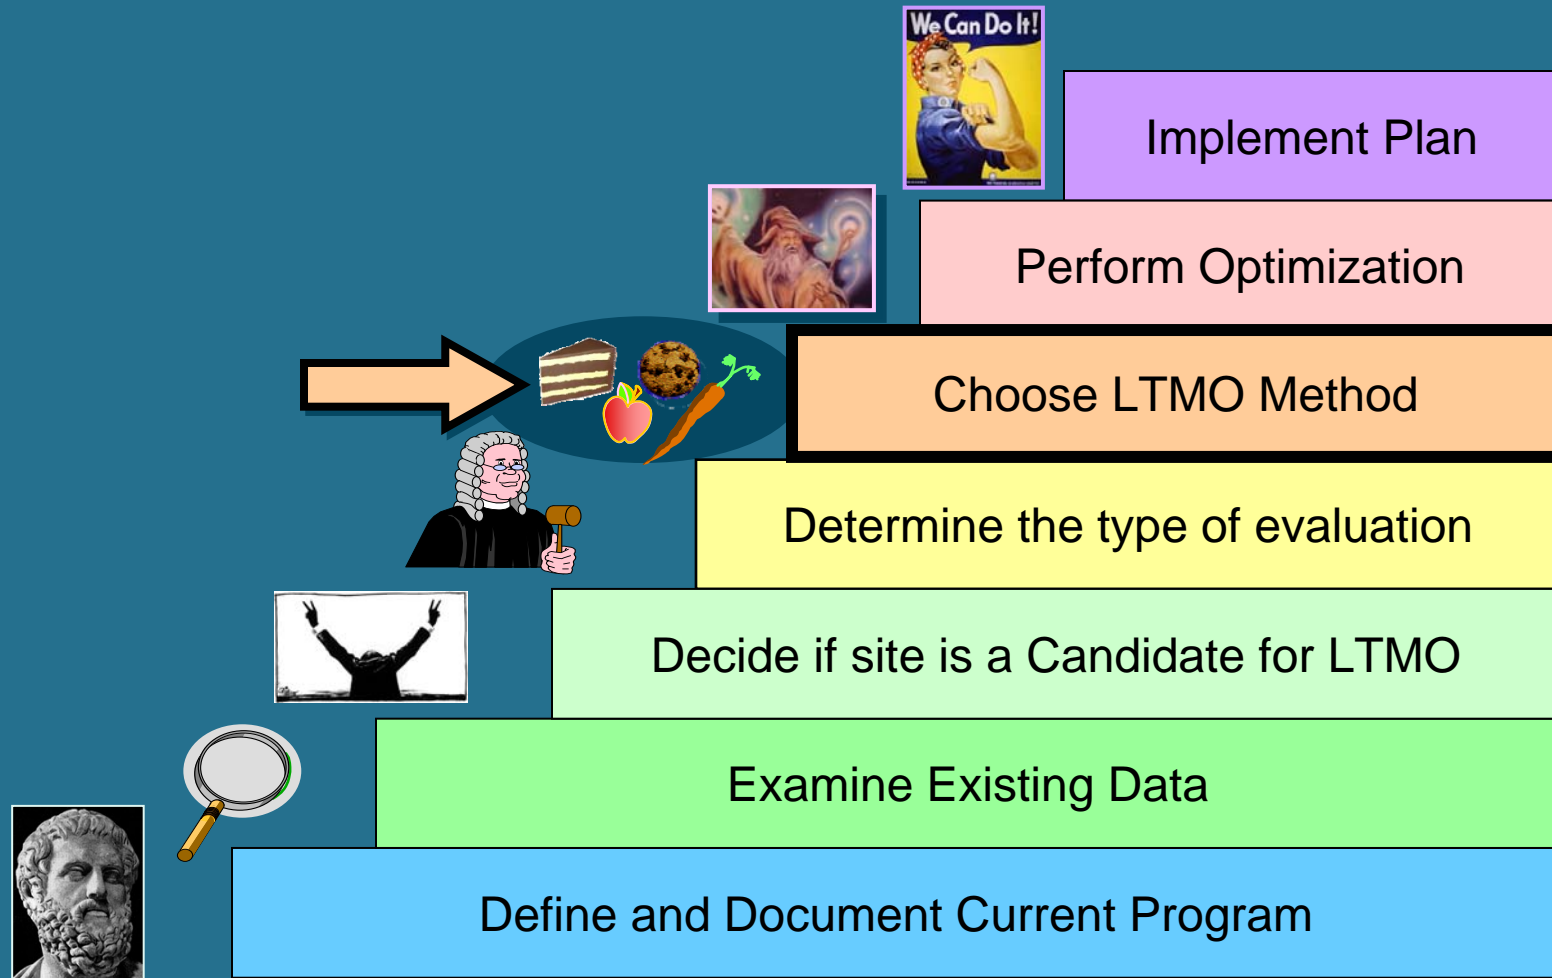 We Can Do It!
Implement Plan
Perform Optimization
Choose LTMO Method
Determine the type of evaluation
Decide if site is a Candidate for LTMO
Examine Existing Data
Define and Document Current Program